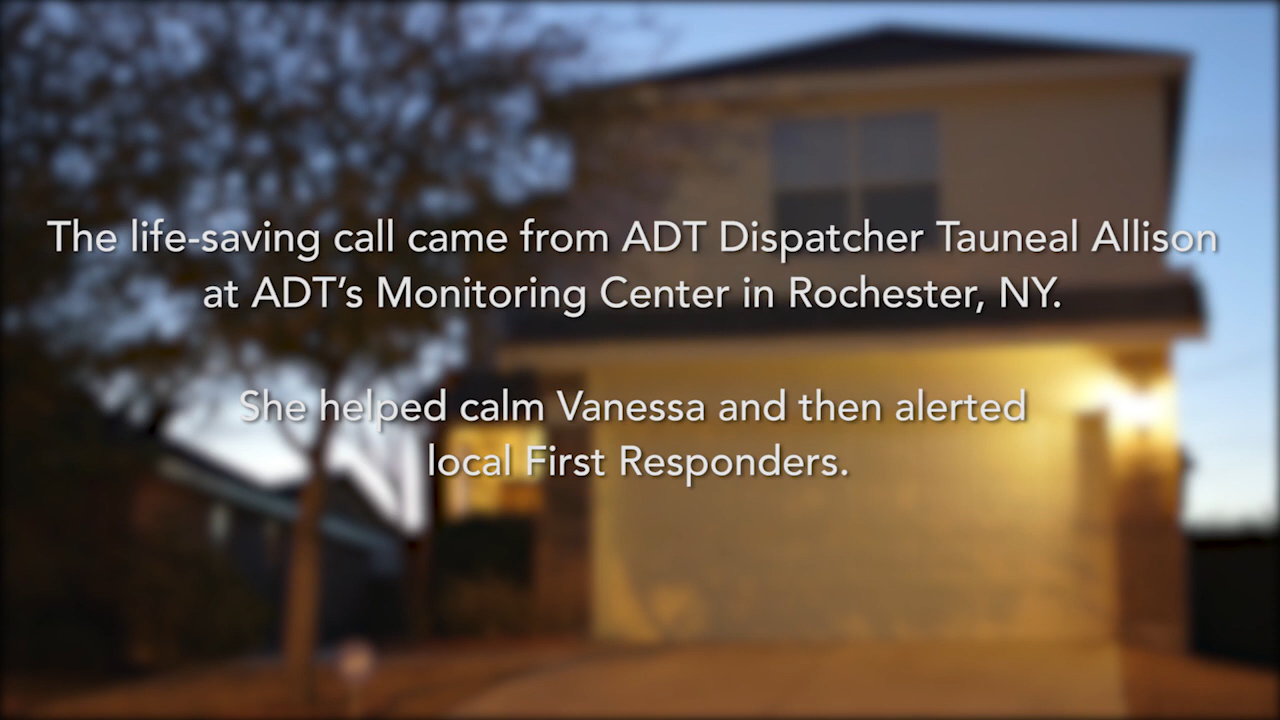 The life-saving call came from ADT Dispatcher Tauneal Allison
at ADT’s Monitoring Center in Rochester, NY.
She helped calm Vanessa and then alerted
local First Responders.